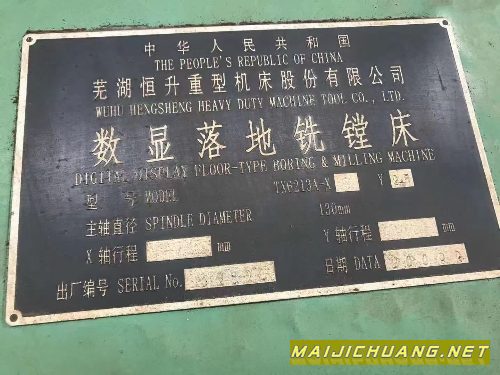 中华人民共和国
THE PEOPLE'S REPUBLIC OF CHINA
芜湖恒升重型机床股份有限公司
WUHU HENGSHENG HEAVY DUTY MACHINE TOOL CO., LTD.
数显落地铣镗床
DIGITAL DISPLAY FLOOR-TYPE BORING & MILLING MACHINE
型号 MODEL TX6213A-X Y
主轴直径 SPINDLE DIAMETER 130mm
X 轴行程 mm Y 轴行程 mm
出厂编号 SERIAL No. 日期 DATA
MAIJICHUANG.NET